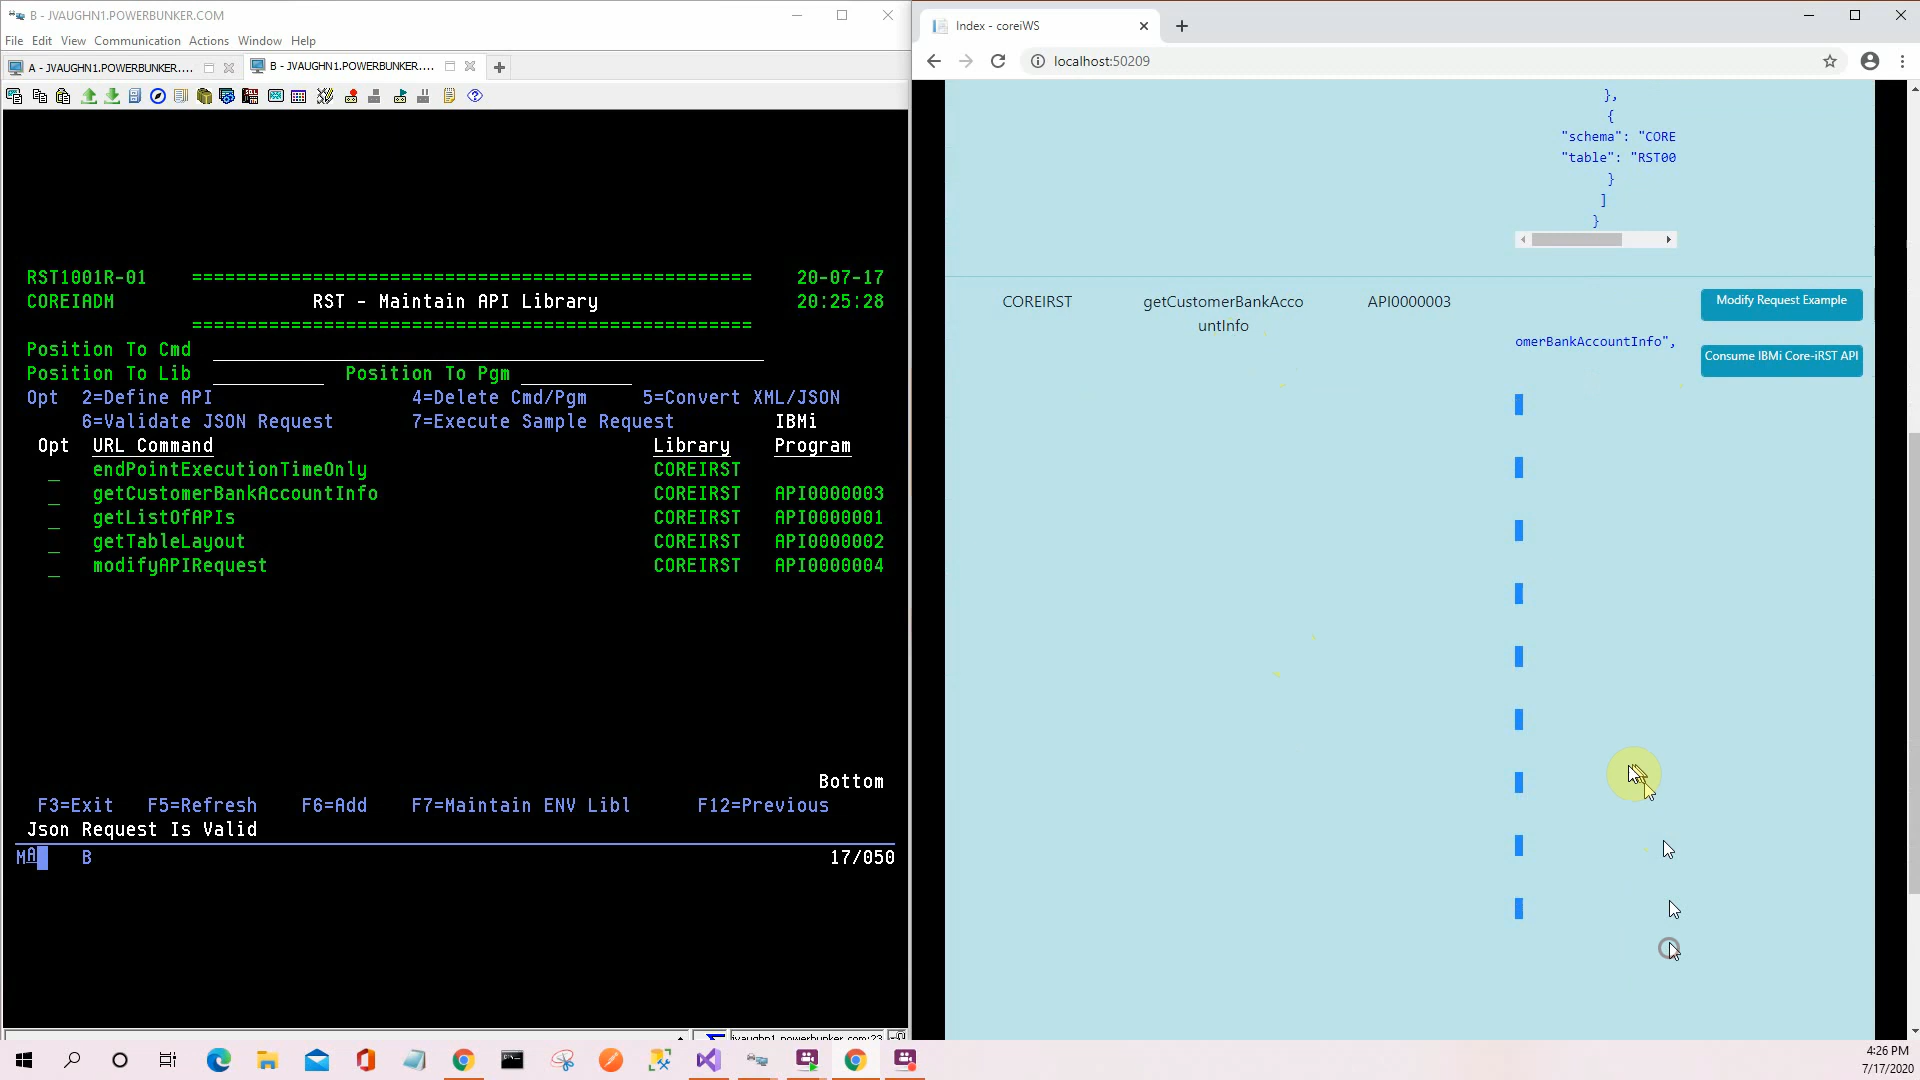 B - JVAUGHN1.POWERBUNKER.COM
File Edit View Communication Actions Window Help
A - JVAUGHN1.POWERBUNKER....
B - JVAUGHN1.POWERBUNKER....
RST1001R-01 =================================================== 20-07-17
COREIADM RST - Maintain API Library 20:25:28
===================================================
Position To Cmd
Position To Lib Position To Pgm
Opt 2=Define API 4=Delete Cmd/Pgm 5=Convert XML/JSON
6=Validate JSON Request 7=Execute Sample Request IBMi
Opt URL Command Library Program
_ endPointExecutionTimeOnly COREIRST
_ getCustomerBankAccountInfo COREIRST API0000003
_ getListOfAPIs COREIRST API0000001
_ getTableLayout COREIRST API0000002
_ modifyAPIRequest COREIRST API0000004
Bottom
F3=Exit F5=Refresh F6=Add F7=Maintain ENV Libl F12=Previous
Json Request Is Valid
MA B 17/050
jvaughn1.powerbunker.com:23
Index - coreiWS
localhost:50209
},
{
"schema": "CORE
"table": "RST00
}
]
}
COREIRST getCustomerBankAcco API0000003 Modify Request Example
untInfo
omerBankAccountInfo",
Consume IBMi Core-iRST API
4:26 PM
7/17/2020